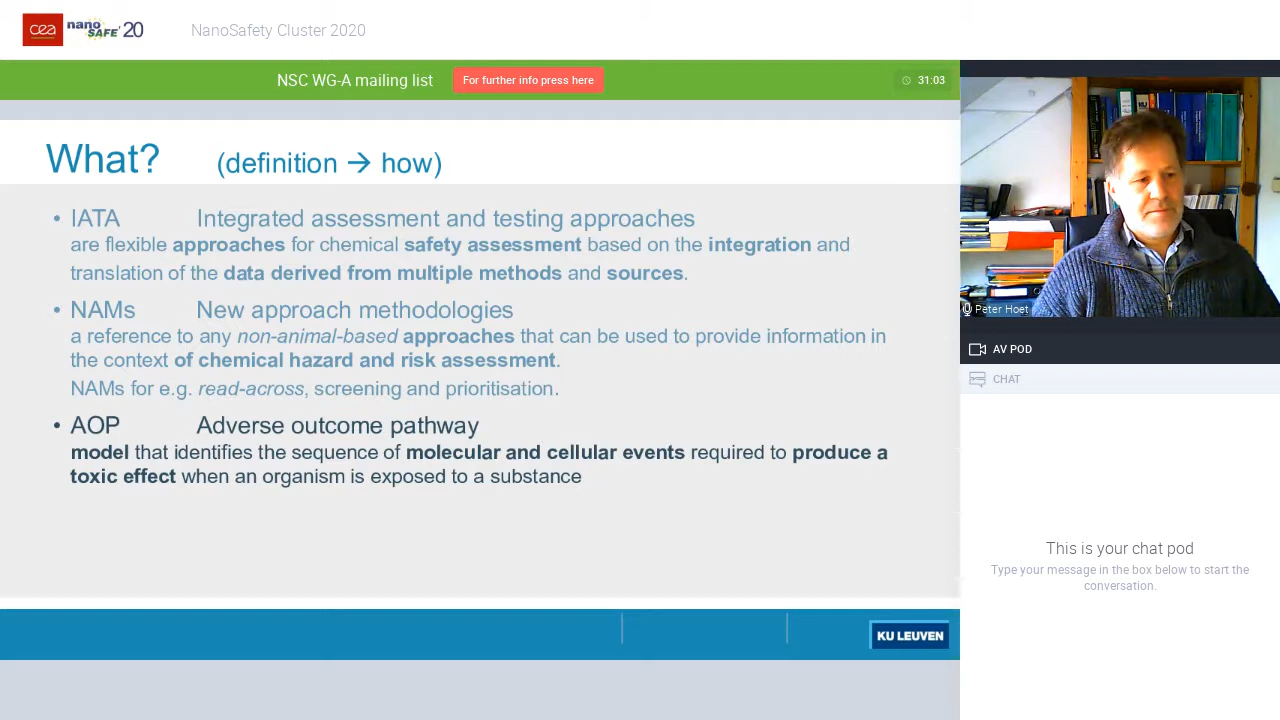 cea nano SAFE' 20
NanoSafety Cluster 2020
NSC WG-A mailing list
For further info press here
31:03
What? (definition → how)
• IATA Integrated assessment and testing approaches
are flexible approaches for chemical safety assessment based on the integration and
translation of the data derived from multiple methods and sources.
• NAMs New approach methodologies
a reference to any non-animal-based approaches that can be used to provide information in
the context of chemical hazard and risk assessment.
NAMs for e.g. read-across, screening and prioritisation.
• AOP Adverse outcome pathway
model that identifies the sequence of molecular and cellular events required to produce a
toxic effect when an organism is exposed to a substance
KU LEUVEN
Peter Hoet
AV POD
CHAT
This is your chat pod
Type your message in the box below to start the
conversation.